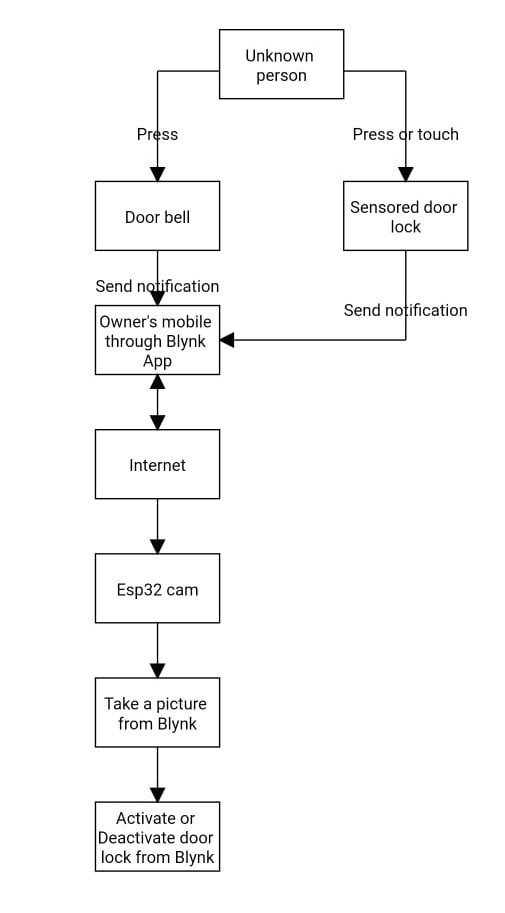 Unknown
person
Press
Press or touch
Door bell
Sensored door
lock
Send notification
Send notification
Owner's mobile
through Blynk
App
Internet
Esp32 cam
Take a picture
from Blynk
Activate or
Deactivate door
lock from Blynk